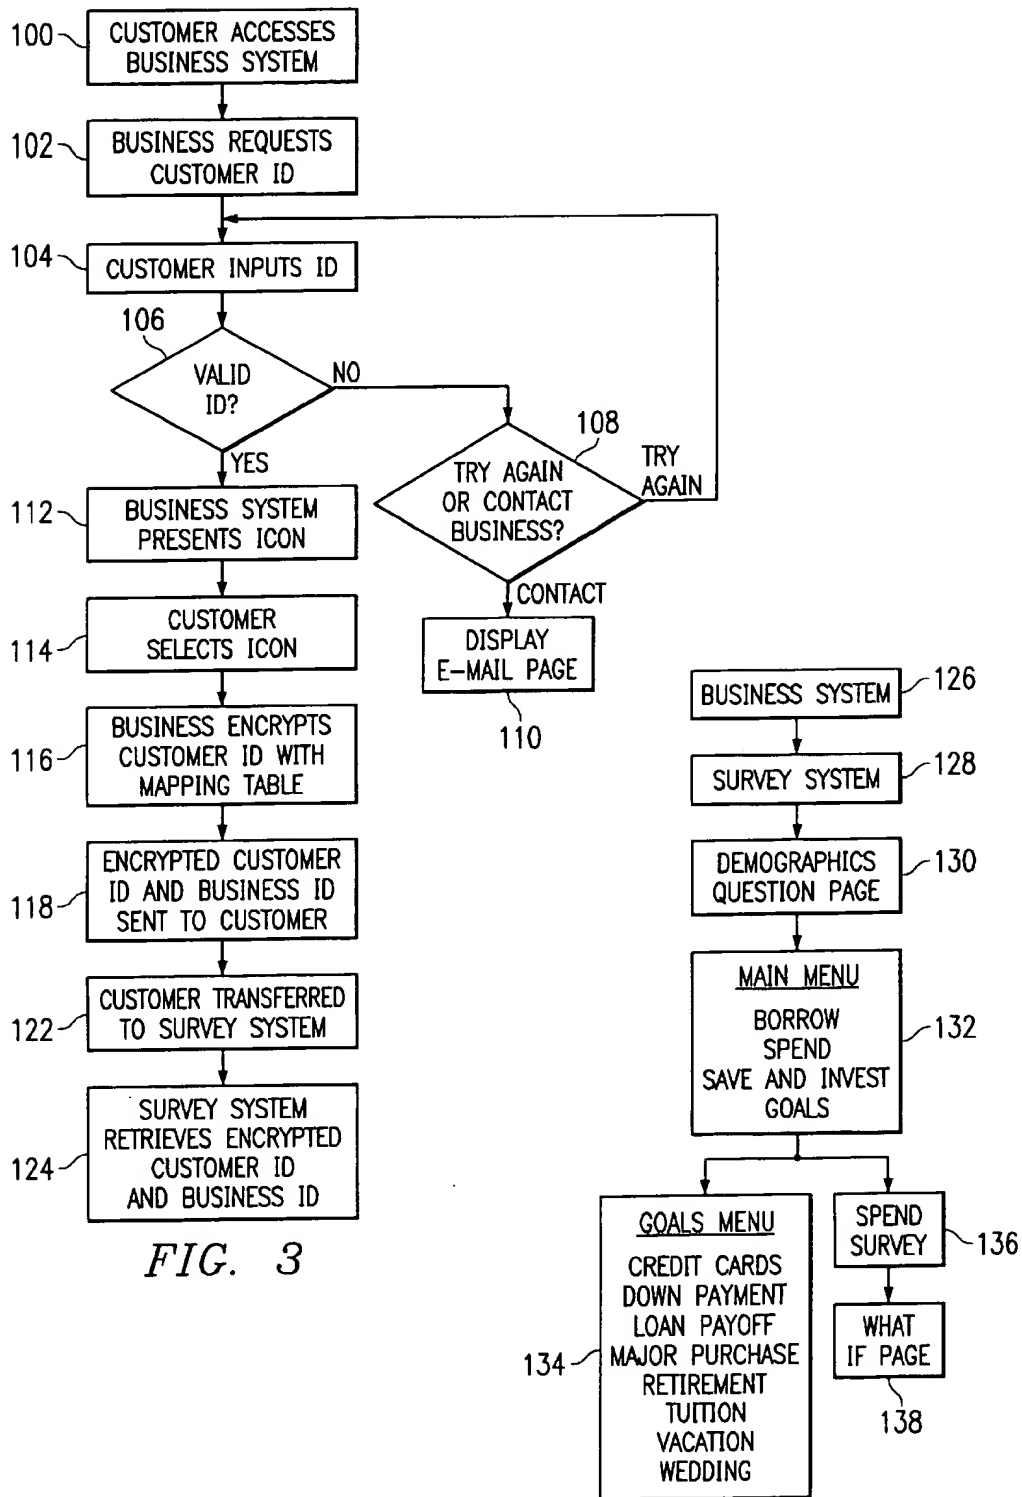 100
CUSTOMER ACCESSES
BUSINESS SYSTEM
102
BUSINESS REQUESTS
CUSTOMER ID
104
CUSTOMER INPUTS ID
106
VALID
ID?
NO
YES
108
TRY AGAIN
OR CONTACT
BUSINESS?
TRY
AGAIN
CONTACT
DISPLAY
E-MAIL PAGE
110
112
BUSINESS SYSTEM
PRESENTS ICON
114
CUSTOMER
SELECTS ICON
116
BUSINESS ENCRYPTS
CUSTOMER ID WITH
MAPPING TABLE
118
ENCRYPTED CUSTOMER
ID AND BUSINESS ID
SENT TO CUSTOMER
122
CUSTOMER TRANSFERRED
TO SURVEY SYSTEM
124
SURVEY SYSTEM
RETRIEVES ENCRYPTED
CUSTOMER ID
AND BUSINESS ID
FIG. 3
BUSINESS SYSTEM
126
SURVEY SYSTEM
128
DEMOGRAPHICS
QUESTION PAGE
130
MAIN MENU
BORROW
SPEND
SAVE AND INVEST
GOALS
132
GOALS MENU
CREDIT CARDS
DOWN PAYMENT
LOAN PAYOFF
MAJOR PURCHASE
RETIREMENT
TUITION
VACATION
WEDDING
134
SPEND
SURVEY
136
WHAT
IF PAGE
138